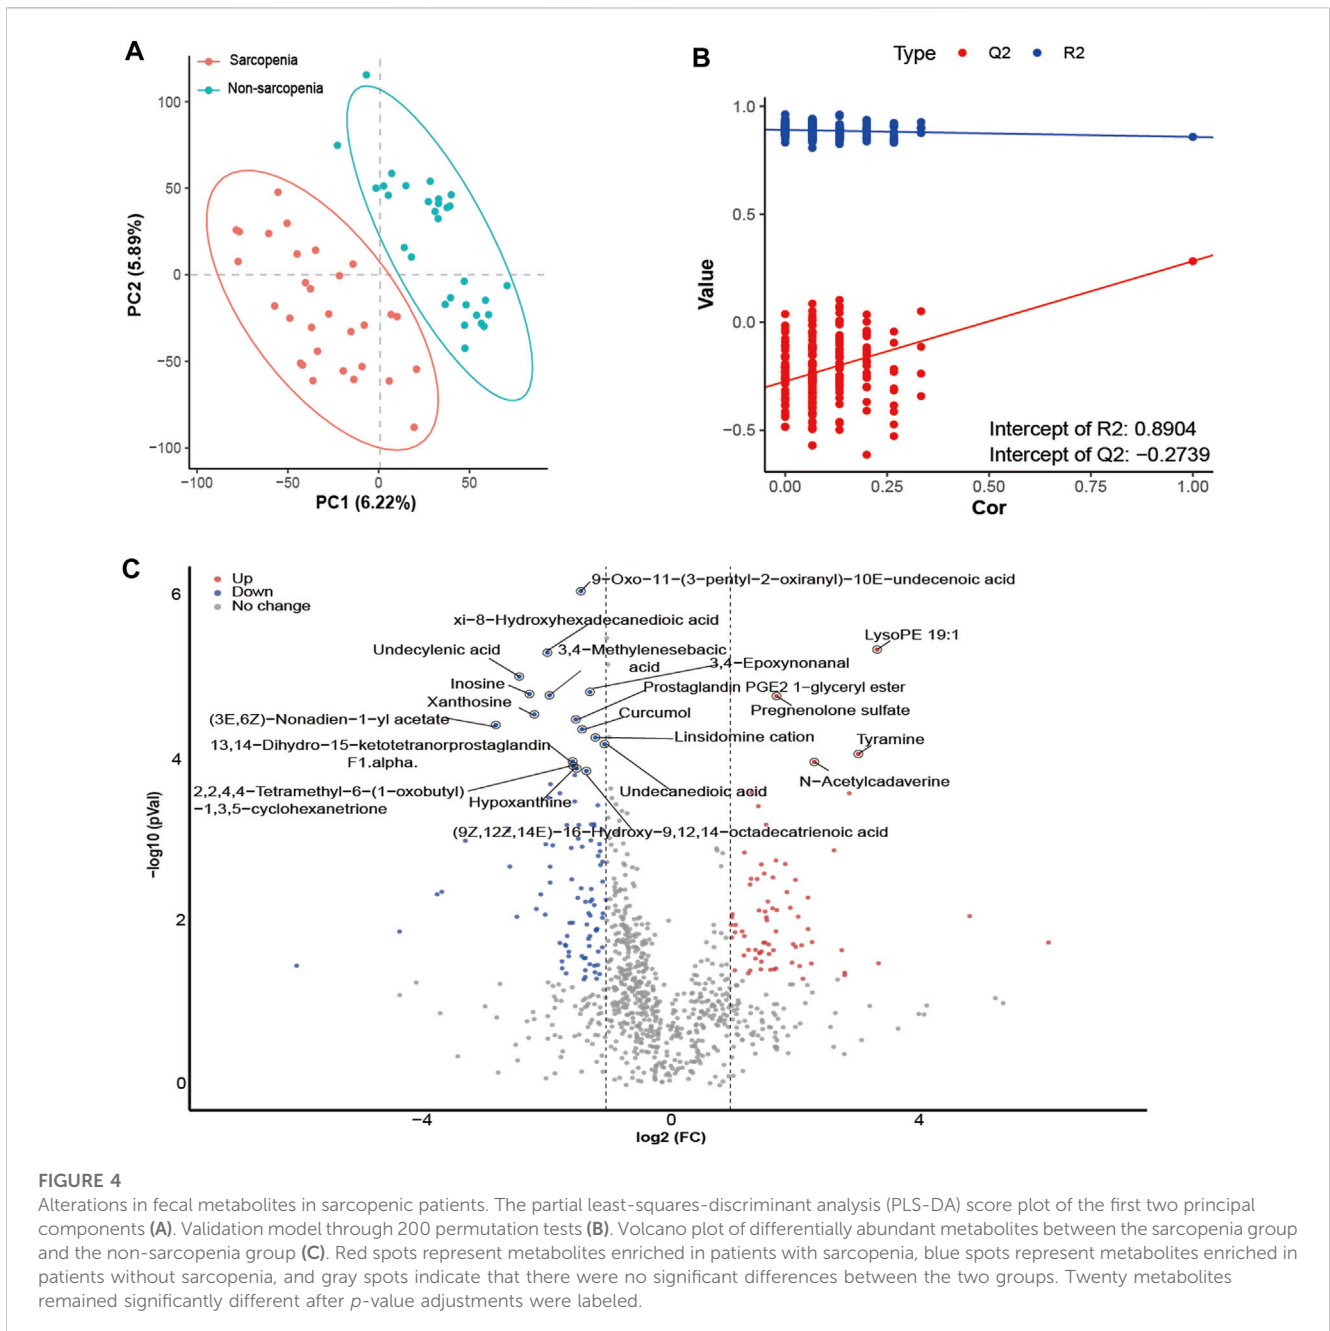 A
Sarcopenia
Non-sarcopenia
100
50
0
−50
−100
−100
−50
0
50
PC2 (5.89%)
PC1 (6.22%)
B
Type
Q2
R2
1.0
0.5
0.0
−0.5
Value
Intercept of R2: 0.8904
Intercept of Q2: −0.2739
0.00
0.25
0.50
0.75
1.00
Cor
C
Up
Down
No change
6
4
2
0
−log10 (pVal)
9−Oxo−11−(3−pentyl−2−oxiranyl)−10E−undecenoic acid
xi−8−Hydroxyhexadecanedioic acid
LysoPE 19:1
Undecylenic acid
3,4−Methylenesebacic
acid
3,4−Epoxynonanal
Inosine
Prostaglandin PGE2 1−glyceryl ester
Xanthosine
Pregnenolone sulfate
(3E,6Z)−Nonadien−1−yl acetate
Curcumol
Linsidomine cation
Tyramine
13,14−Dihydro−15−ketotetranorprostaglandin
F1.alpha.
N−Acetylcadaverine
2,2,4,4−Tetramethyl−6−(1−oxobutyl)
−1,3,5−cyclohexanetrione
Hypoxanthine
Undecanedioic acid
(9Z,12Z,14E)−16−Hydroxy−9,12,14−octadecatrienoic acid
−4
0
4
log2 (FC)
FIGURE 4
Alterations in fecal metabolites in sarcopenic patients. The partial least-squares-discriminant analysis (PLS-DA) score plot of the first two principal
components (A). Validation model through 200 permutation tests (B). Volcano plot of differentially abundant metabolites between the sarcopenia group
and the non-sarcopenia group (C). Red spots represent metabolites enriched in patients with sarcopenia, blue spots represent metabolites enriched in
patients without sarcopenia, and gray spots indicate that there were no significant differences between the two groups. Twenty metabolites
remained significantly different after p-value adjustments were labeled.